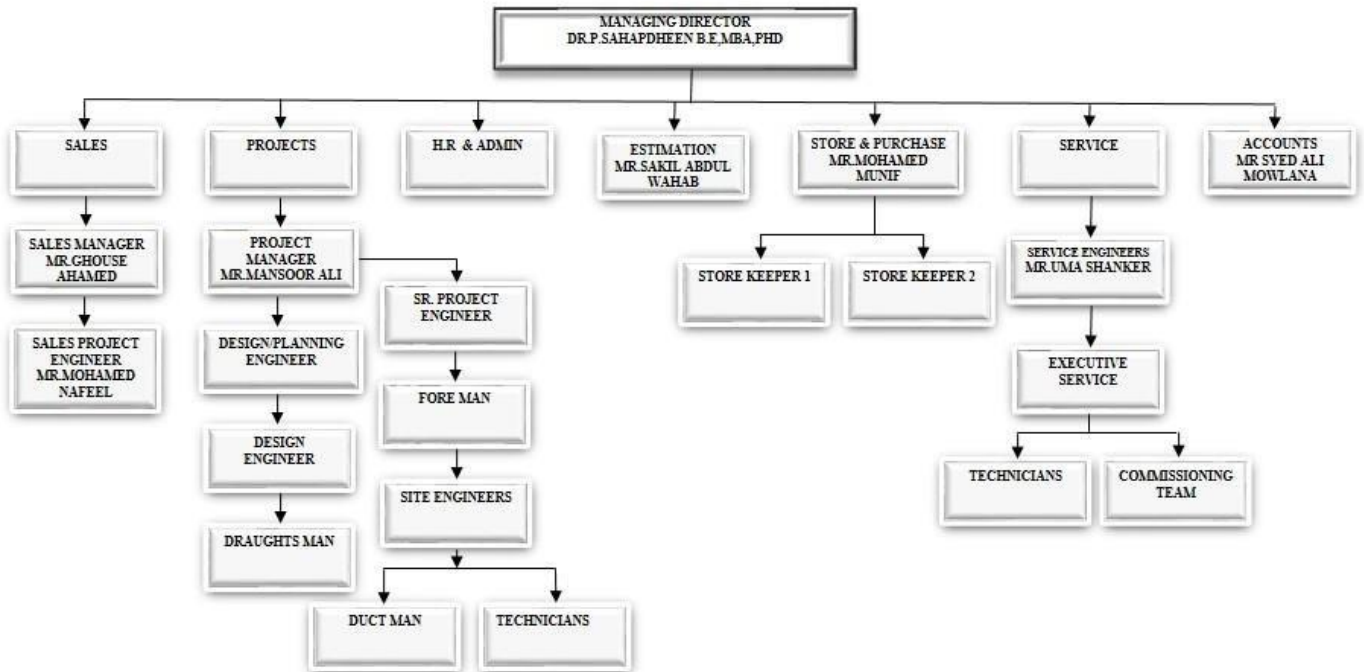 MANAGING DIRECTOR
DR.P.SAHAPDHEEN B.E,MBA,PHD
SALES
PROJECTS
H.R & ADMIN
ESTIMATION
MR.SAKIL ABDUL
WAHAB
STORE & PURCHASE
MR.MOHAMED
MUNIF
SERVICE
ACCOUNTS
MR SYED ALI
MOWLANA
SALES MANAGER
MR.GHOUSE
AHAMED
PROJECT
MANAGER
MR.MANSOOR ALI
STORE KEEPER 1
STORE KEEPER 2
SERVICE ENGINEERS
MR.UMA SHANKER
SR. PROJECT
ENGINEER
SALES PROJECT
ENGINEER
MR.MOHAMED
NAFEEL
DESIGN/PLANNING
ENGINEER
EXECUTIVE
SERVICE
FORE MAN
DESIGN
ENGINEER
TECHNICIANS
COMMISSIONING
TEAM
SITE ENGINEERS
DRAUGHTS MAN
DUCT MAN
TECHNICIANS